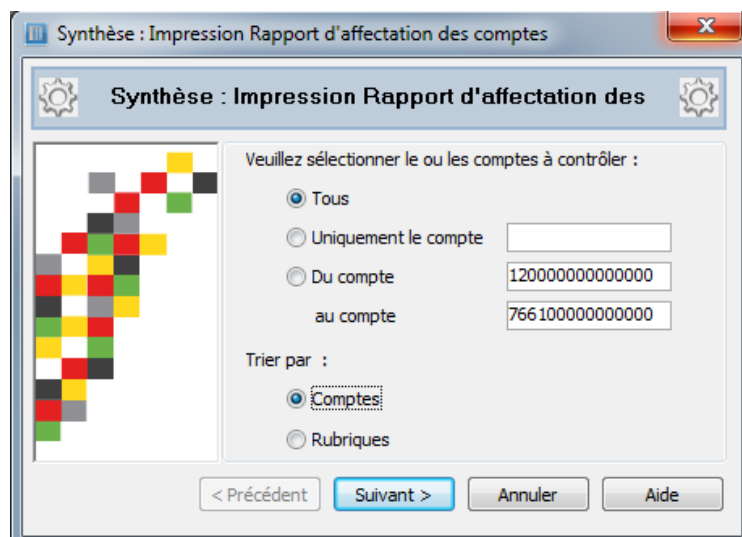 Synthèse : Impression Rapport d'affectation des comptes
Synthèse : Impression Rapport d'affectation des
Veuillez sélectionner le ou les comptes à contrôler :
Tous
Uniquement le compte
Du compte 120000000000000
au compte 766100000000000
Trier par :
Comptes
Rubriques
< Précédent Suivant > Annuler Aide